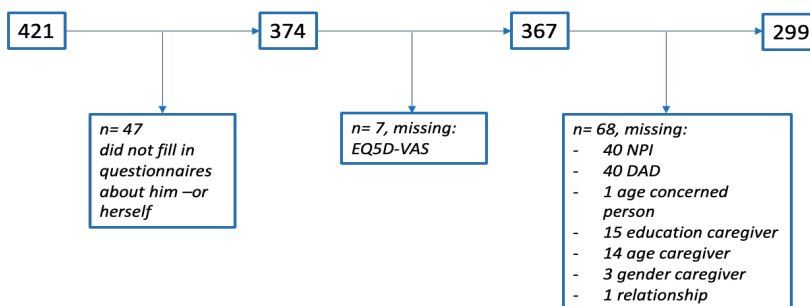 421
374
367
299
n= 47
did not fill in
questionnaires
about him –or
herself
n= 7, missing:
EQ5D-VAS
n= 68, missing:
- 40 NPI
- 40 DAD
- 1 age concerned
person
- 15 education caregiver
- 14 age caregiver
- 3 gender caregiver
- 1 relationship